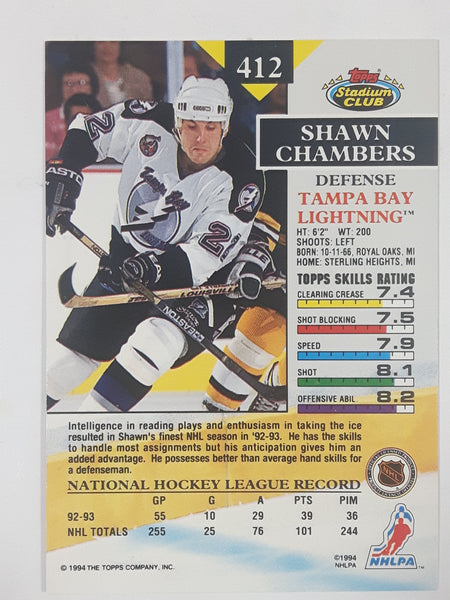 412
Topps
Stadium
CLUB
SHAWN
CHAMBERS
DEFENSE
TAMPA BAY
LIGHTNING™
HT: 6'2" WT: 200
SHOOTS: LEFT
BORN: 10-11-66, ROYAL OAKS, MI
HOME: STERLING HEIGHTS, MI
TOPPS SKILLS RATING
CLEARING CREASE 7.4
SHOT BLOCKING 7.5
SPEED 7.9
SHOT 8.1
OFFENSIVE ABIL. 8.2
22
22
EASTON
Intelligence in reading plays and enthusiasm in taking the ice
resulted in Shawn's finest NHL season in '92-93. He has the skills
to handle most assignments but his anticipation gives him an
added advantage. He possesses better than average hand skills for
a defenseman.
NATIONAL HOCKEY LEAGUE RECORD
GP G A PTS PIM
92-93 55 10 29 39 36
NHL TOTALS 255 25 76 101 244
NHL
©1994 THE TOPPS COMPANY, INC.
©1994
NHLPA
NHLPA™